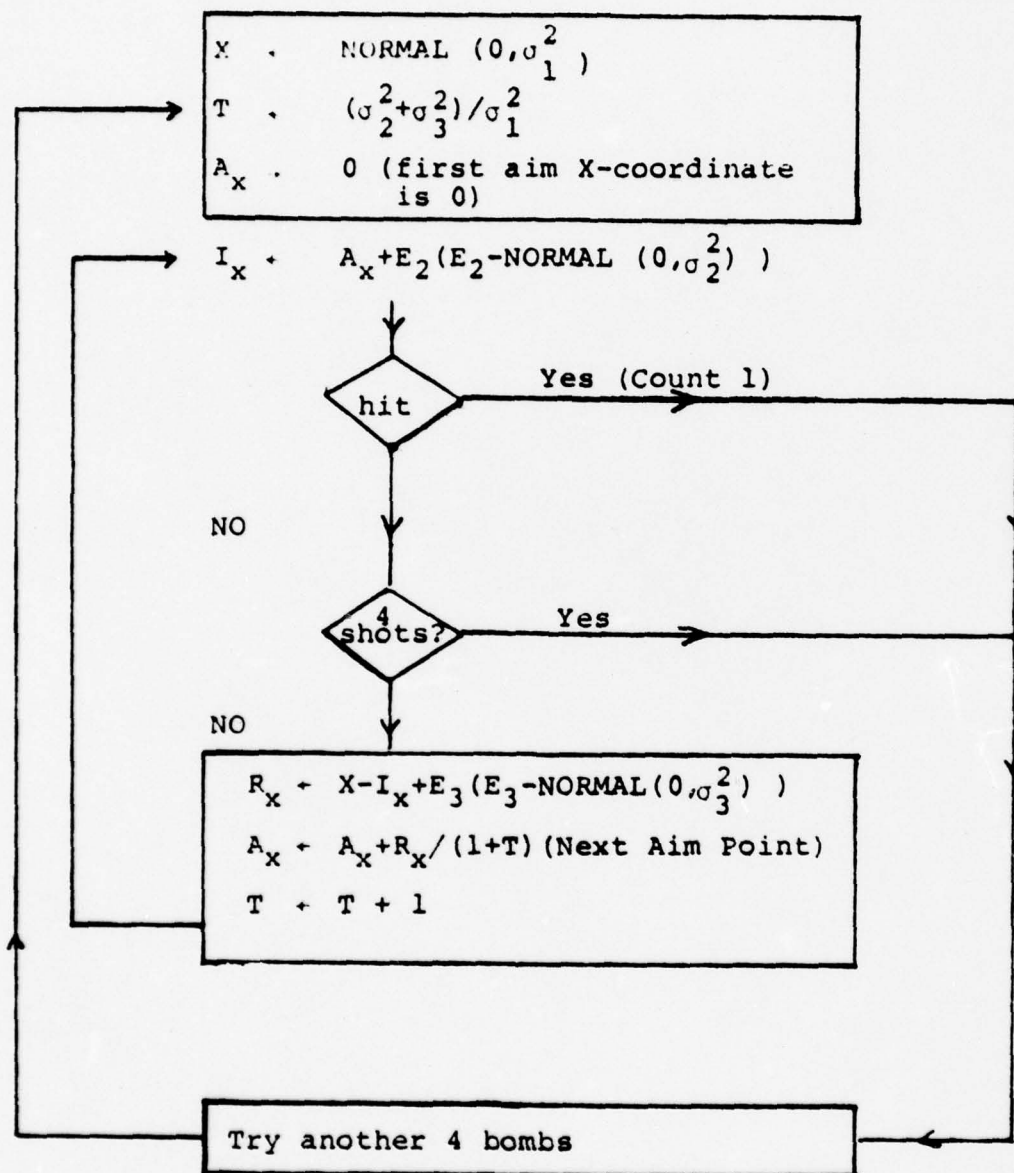 X ← NORMAL (0,σ₁²)
T ← (σ₂²+σ₃²)/σ₁²
Aₓ ← 0 (first aim X-coordinate
is 0)
Iₓ ← Aₓ+E₂(E₂-NORMAL (0,σ₂²) )
hit
Yes (Count 1)
NO
4
shots?
Yes
NO
Rₓ ← X-Iₓ+E₃(E₃-NORMAL(0,σ₃²) )
Aₓ ← Aₓ+Rₓ/(1+T)(Next Aim Point)
T ← T + 1
Try another 4 bombs